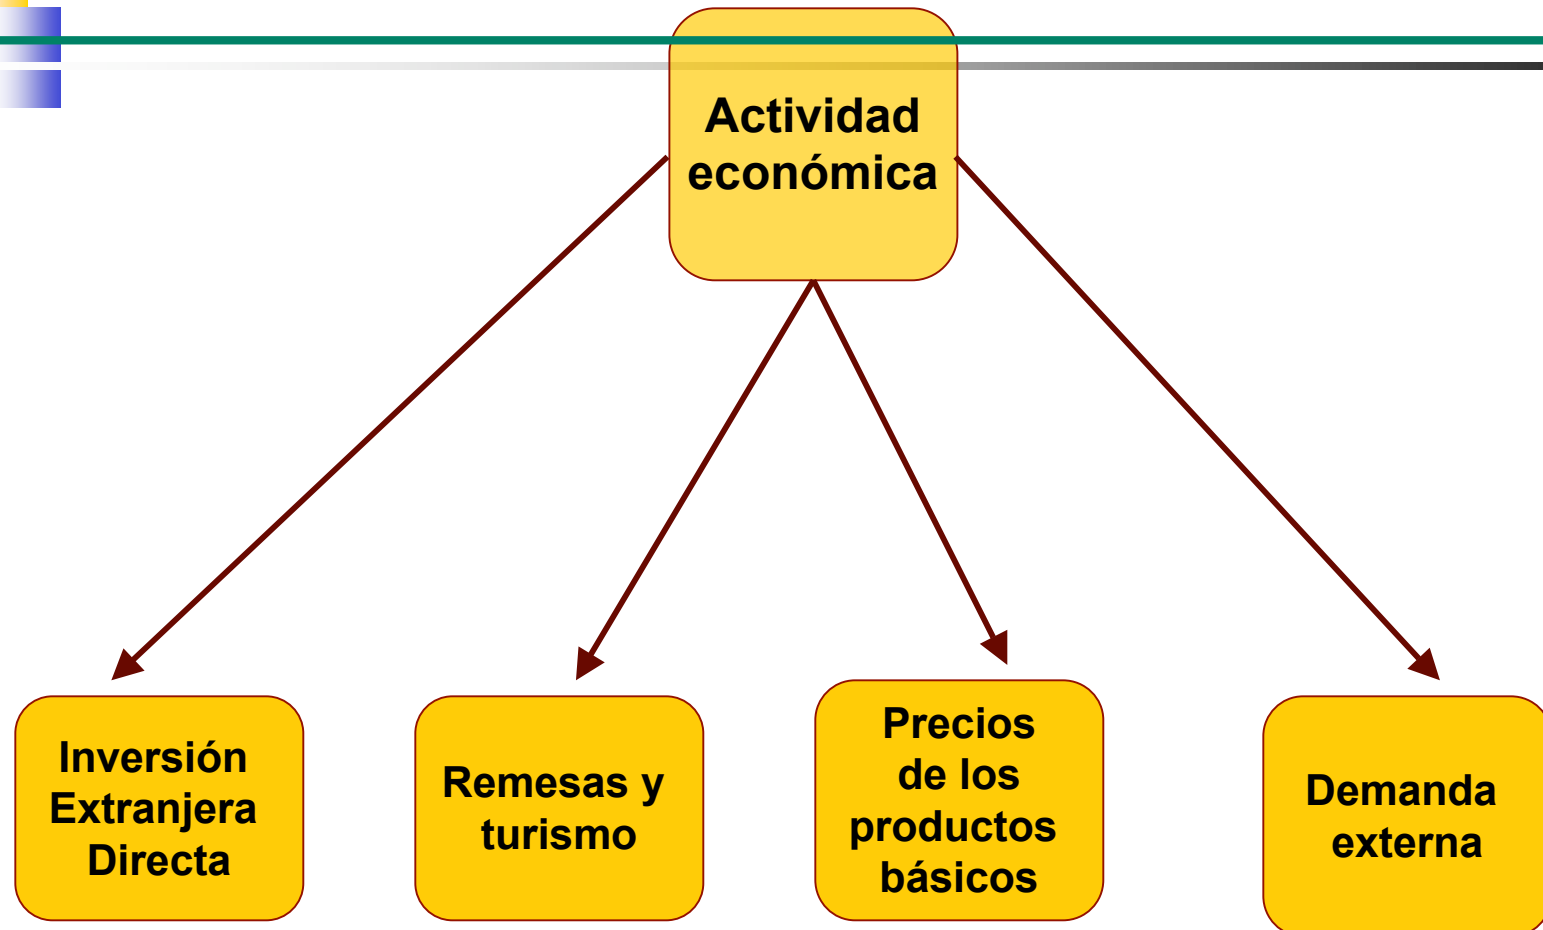 Actividad
económica
Inversión
Extranjera
Directa
Remesas y
turismo
Precios
de los
productos
básicos
Demanda
externa